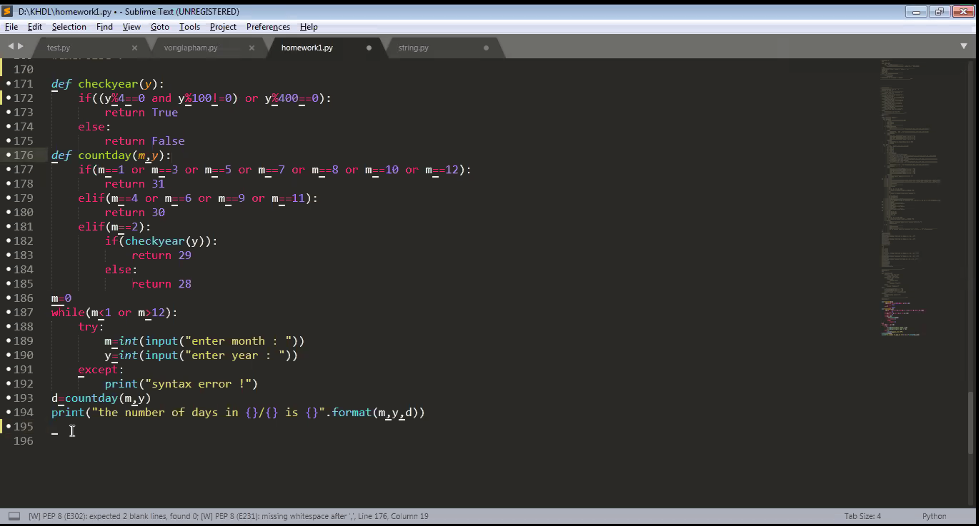 D:\KHDL\homework1.py • - Sublime Text (UNREGISTERED)
File Edit Selection Find View Goto Tools Project Preferences Help
test.py vonglapham.py homework1.py string.py
170
171 def checkyear(y):
172 if((y%4==0 and y%100!=0) or y%400==0):
173 return True
174 else:
175 return False
176 def countday(m,y):
177 if(m==1 or m==3 or m==5 or m==7 or m==8 or m==10 or m==12):
178 return 31
179 elif(m==4 or m==6 or m==9 or m==11):
180 return 30
181 elif(m==2):
182 if(checkyear(y)):
183 return 29
184 else:
185 return 28
186 m=0
187 while(m<1 or m>12):
188 try:
189 m=int(input("enter month : "))
190 y=int(input("enter year : "))
191 except:
192 print("syntax error !")
193 d=countday(m,y)
194 print("the number of days in {}/{} is {}".format(m,y,d))
195
196
[W] PEP 8 (E302): expected 2 blank lines, found 0; [W] PEP 8 (E231): missing whitespace after ',', Line 176, Column 19 Tab Size: 4 Python